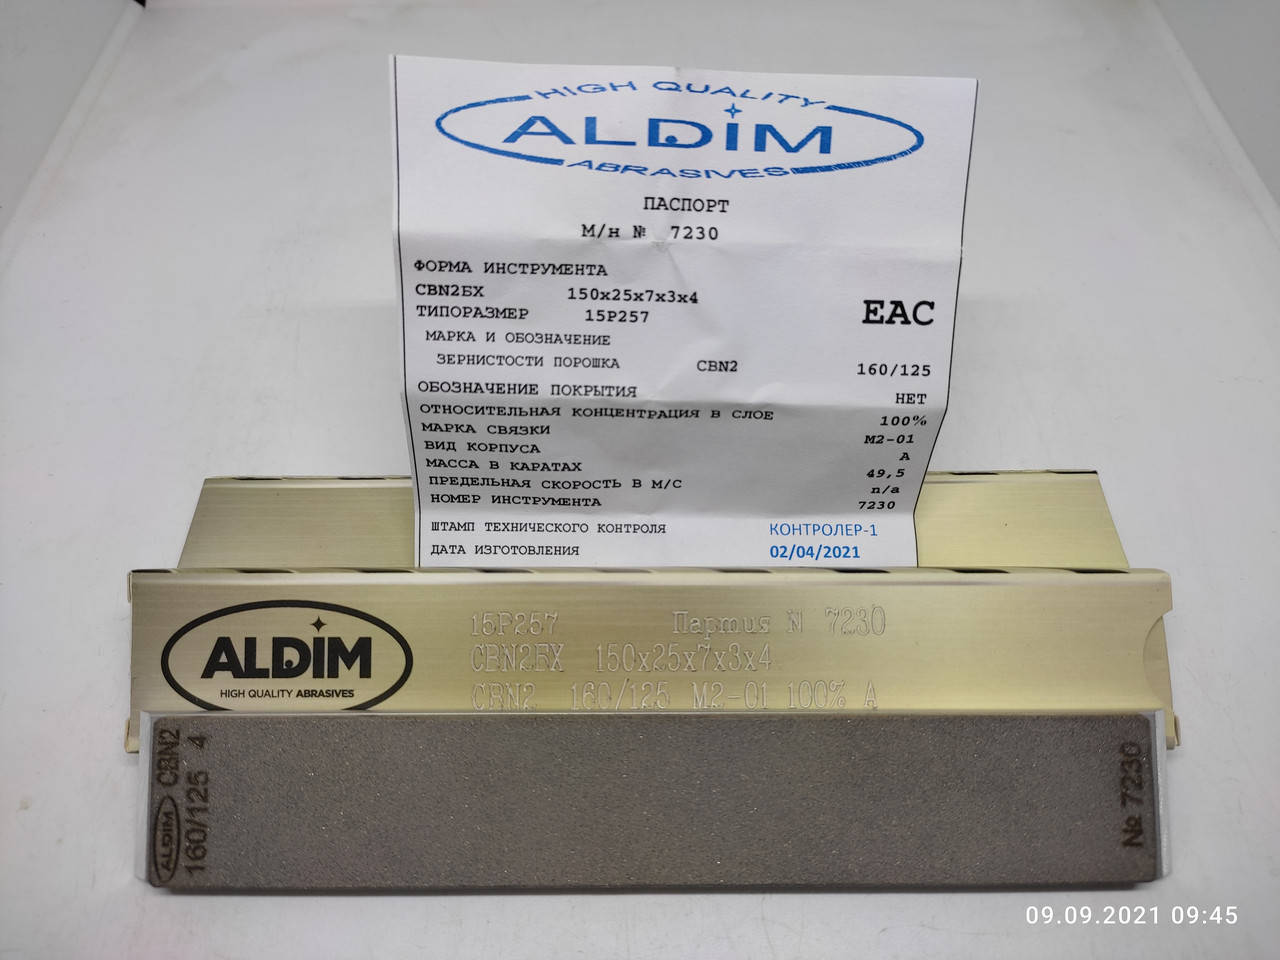 HIGH QUALITY
ALDIM
ABRASIVES
ПАСПОРТ
М/н № 7230
ФОРМА ИНСТРУМЕНТА
CBN2БХ 150x25x7x3x4
ТИПОРАЗМЕР 15P257
EAC
МАРКА И ОБОЗНАЧЕНИЕ
ЗЕРНИСТОСТИ ПОРОШКА CBN2 160/125
ОБОЗНАЧЕНИЕ ПОКРЫТИЯ НЕТ
ОТНОСИТЕЛЬНАЯ КОНЦЕНТРАЦИЯ В СЛОЕ 100%
МАРКА СВЯЗКИ М2-01
ВИД КОРПУСА А
МАССА В КАРАТАХ 49,5
ПРЕДЕЛЬНАЯ СКОРОСТЬ В М/С n/a
НОМЕР ИНСТРУМЕНТА 7230
ШТАМП ТЕХНИЧЕСКОГО КОНТРОЛЯ КОНТРОЛЕР-1
ДАТА ИЗГОТОВЛЕНИЯ 02/04/2021
ALDIM
HIGH QUALITY ABRASIVES
15P257 Партия N 7230
CBN2БХ 150x25x7x3x4
CBN2 160/125 М2-01 100% А
ALDIM CBN2
160/125 4
№ 7230
09.09.2021 09:45